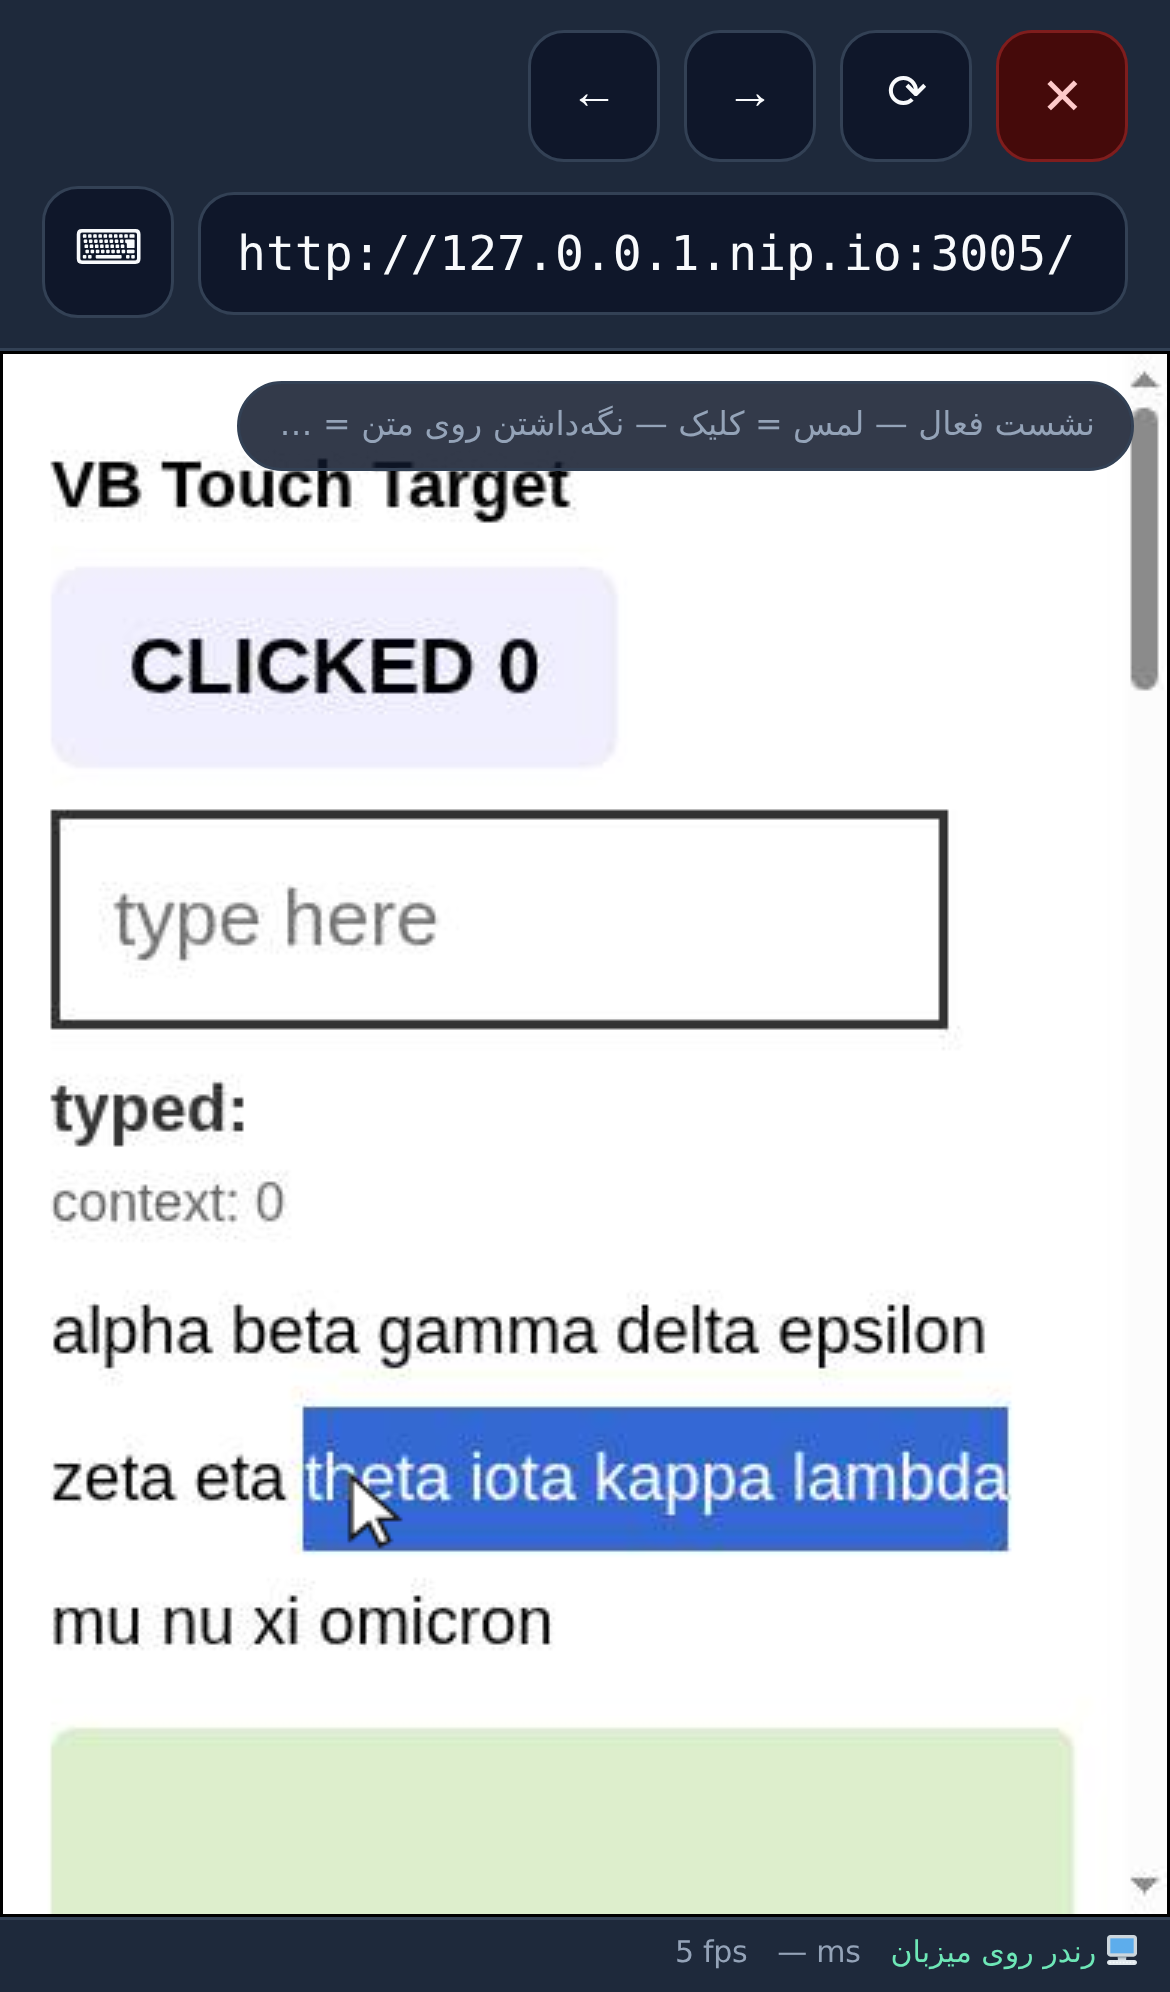 ← → ⟳ ✕
⌨ http://127.0.0.1.nip.io:3005/
نشست فعال — لمس = کلیک — نگه‌داشتن روی متن = ...
VB Touch Target
CLICKED 0
type here
typed:
context: 0
alpha beta gamma delta epsilon
zeta eta theta iota kappa lambda
mu nu xi omicron
🖥 رندر روی میزبان — ms 5 fps